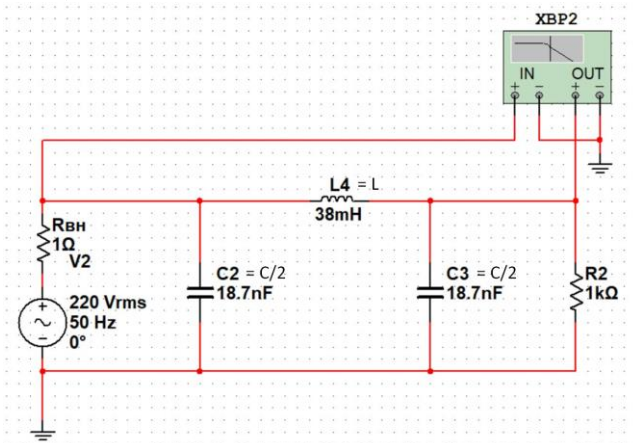 XBP2
IN OUT
+ − + −
L4 = L
38mH
RBH
1Ω
V2
220 Vrms
50 Hz
0°
+
−
C2 = C/2
18.7nF
C3 = C/2
18.7nF
R2
1kΩ